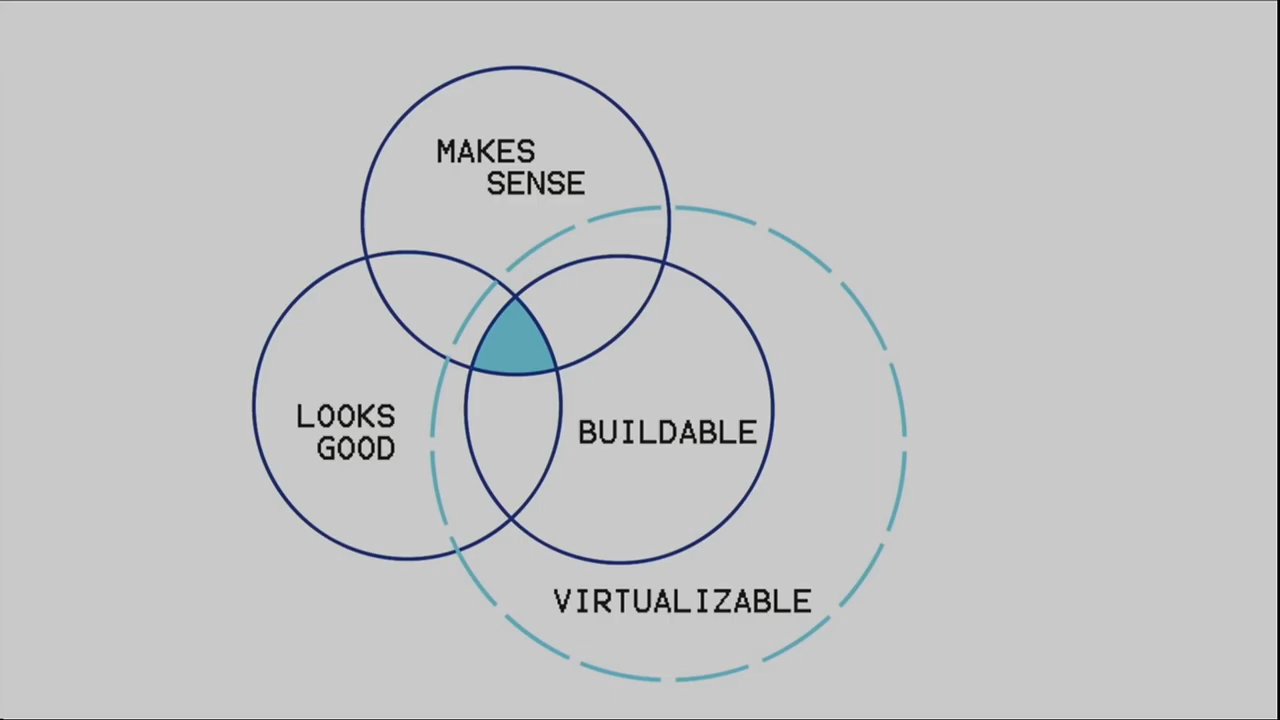 MAKES
SENSE
LOOKS
GOOD
BUILDABLE
VIRTUALIZABLE